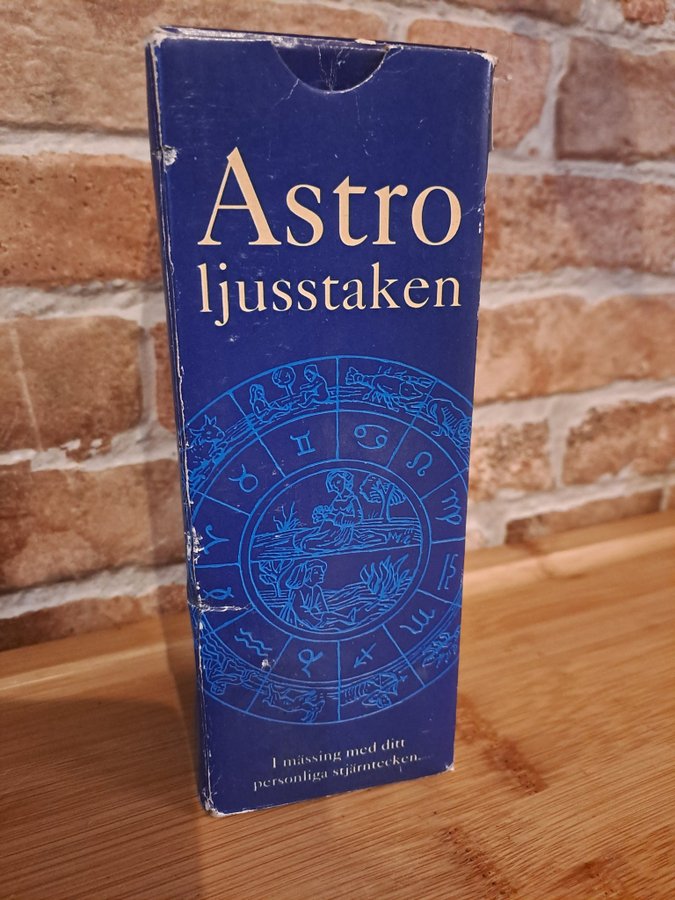 Astro
ljusstaken
I mässing med ditt
personliga stjärntecken.